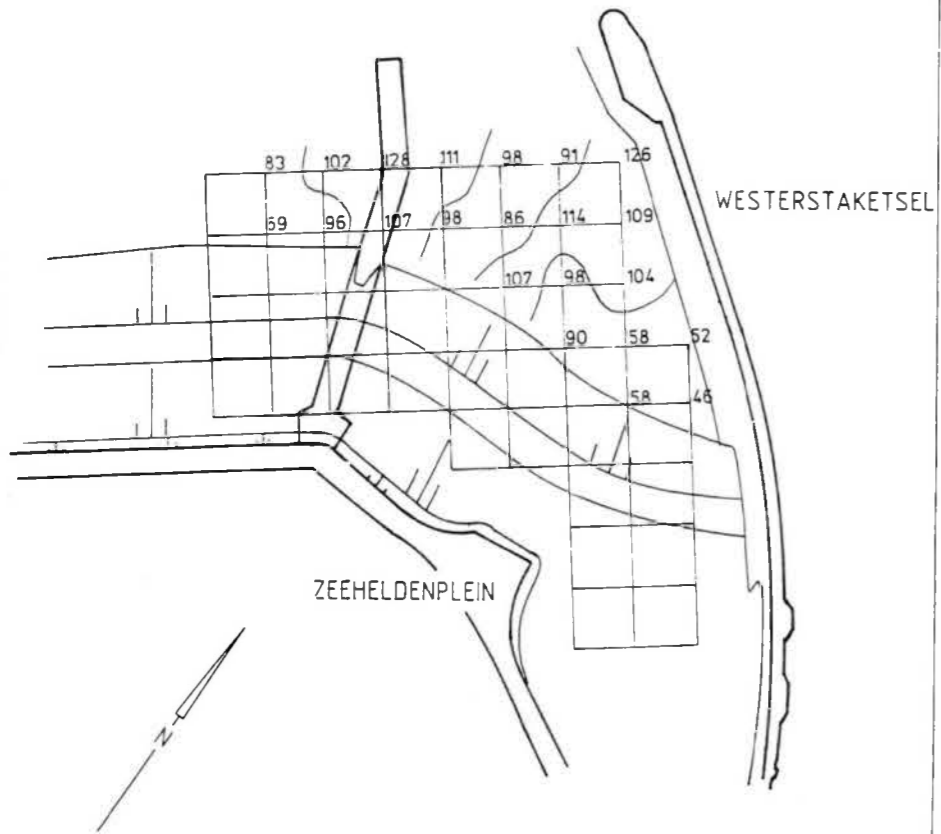 83 102 128 111 98 91 126
WESTERSTAKETSEL
69 96 107 98 86 114 109
107 98 104
90 58 52
58 46
ZEEHELDENPLEIN
N